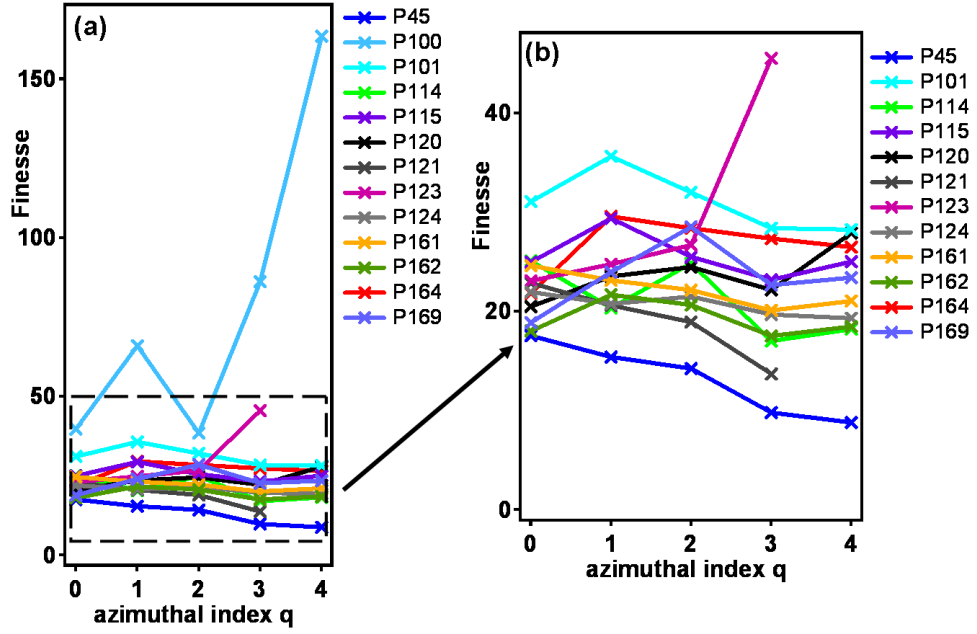 (a)
P45
P100
P101
P114
P115
P120
P121
P123
P124
P161
P162
P164
P169
150
100
50
0
Finesse
0 1 2 3 4
azimuthal index q
(b)
P45
P101
P114
P115
P120
P121
P123
P124
P161
P162
P164
P169
40
20
0
Finesse
0 1 2 3 4
azimuthal index q